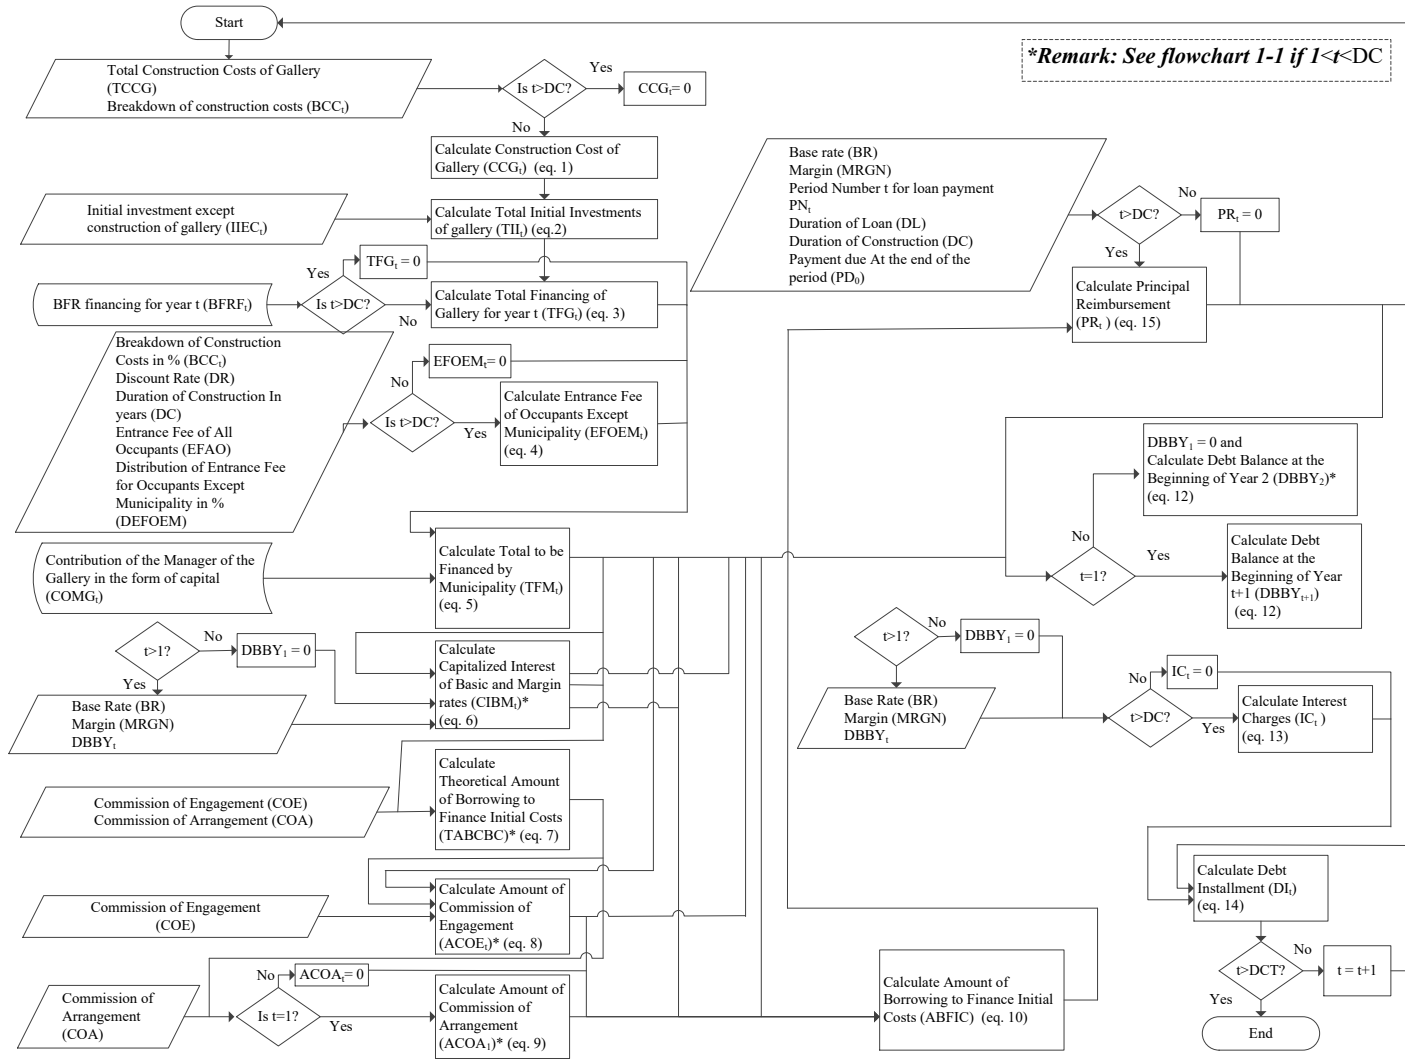 Start
*Remark: See flowchart 1-1 if 1<t<DC
Total Construction Costs of Gallery
(TCCG)
Breakdown of construction costs (BCCt)
Is t>DC?
Yes
CCGt= 0
No
Calculate Construction Cost of
Gallery (CCGt) (eq. 1)
Initial investment except
construction of gallery (IIECt)
Calculate Total Initial Investments
of gallery (TIIt) (eq.2)
TFGt = 0
Yes
BFR financing for year t (BFRFt)
Is t>DC?
No
Calculate Total Financing of
Gallery for year t (TFGt) (eq. 3)
Breakdown of Construction
Costs in % (BCCt)
Discount Rate (DR)
Duration of Construction In
years (DC)
Entrance Fee of All
Occupants (EFAO)
Distribution of Entrance Fee
for Occupants Except
Municipality in %
(DEFOEM)
EFOEMt= 0
No
Is t>DC?
Yes
Calculate Entrance Fee
of Occupants Except
Municipality (EFOEMt)
(eq. 4)
Contribution of the Manager of the
Gallery in the form of capital
(COMGt)
Calculate Total to be
Financed by
Municipality (TFMt)
(eq. 5)
t>1?
No
DBBY1 = 0
Yes
Base Rate (BR)
Margin (MRGN)
DBBYt
Calculate
Capitalized Interest
of Basic and Margin
rates (CIBMt)*
(eq. 6)
Commission of Engagement (COE)
Commission of Arrangement (COA)
Calculate
Theoretical Amount
of Borrowing to
Finance Initial Costs
(TABCBC)* (eq. 7)
Commission of Engagement
(COE)
Calculate Amount of
Commission of
Engagement
(ACOEt)* (eq. 8)
Commission of
Arrangement
(COA)
No
ACOAt= 0
Is t=1?
Yes
Calculate Amount of
Commission of
Arrangement
(ACOA1)* (eq. 9)
Calculate Amount of
Borrowing to Finance Initial
Costs (ABFIC) (eq. 10)
Base rate (BR)
Margin (MRGN)
Period Number t for loan payment
PNt
Duration of Loan (DL)
Duration of Construction (DC)
Payment due At the end of the
period (PD0)
t>DC?
No
PRt = 0
Yes
Calculate Principal
Reimbursement
(PRt ) (eq. 15)
DBBY1 = 0 and
Calculate Debt Balance at the
Beginning of Year 2 (DBBY2)*
(eq. 12)
No
t=1?
Yes
Calculate Debt
Balance at the
Beginning of Year
t+1 (DBBYt+1)
(eq. 12)
t>1?
No
DBBY1 = 0
Yes
Base Rate (BR)
Margin (MRGN)
DBBYt
No
ICt = 0
t>DC?
Yes
Calculate Interest
Charges (ICt )
(eq. 13)
Calculate Debt
Installment (DIt)
(eq. 14)
t>DCT?
No
t = t+1
Yes
End